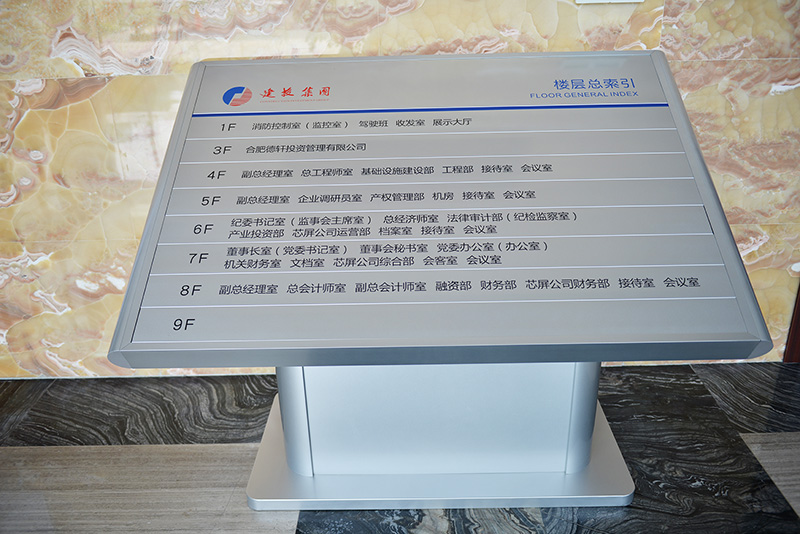 建投集团
楼层总索引
FLOOR GENERAL INDEX
1F 消防控制室（监控室） 驾驶班 收发室 展示大厅
3F 合肥德轩投资管理有限公司
4F 副总经理室 总工程师室 基础设施建设部 工程部 接待室 会议室
5F 副总经理室 企业调研员室 产权管理部 机房 接待室 会议室
6F 纪委书记室（监事会主席室） 总经济师室 法律审计部（纪检监察室）
产业投资部 芯屏公司运营部 档案室 接待室 会议室
7F 董事长室（党委书记室） 董事会秘书室 党委办公室（办公室）
机关财务室 文档室 芯屏公司综合部 会客室 会议室
8F 副总经理室 总会计师室 副总会计师室 融资部 财务部 芯屏公司财务部 接待室 会议室
9F